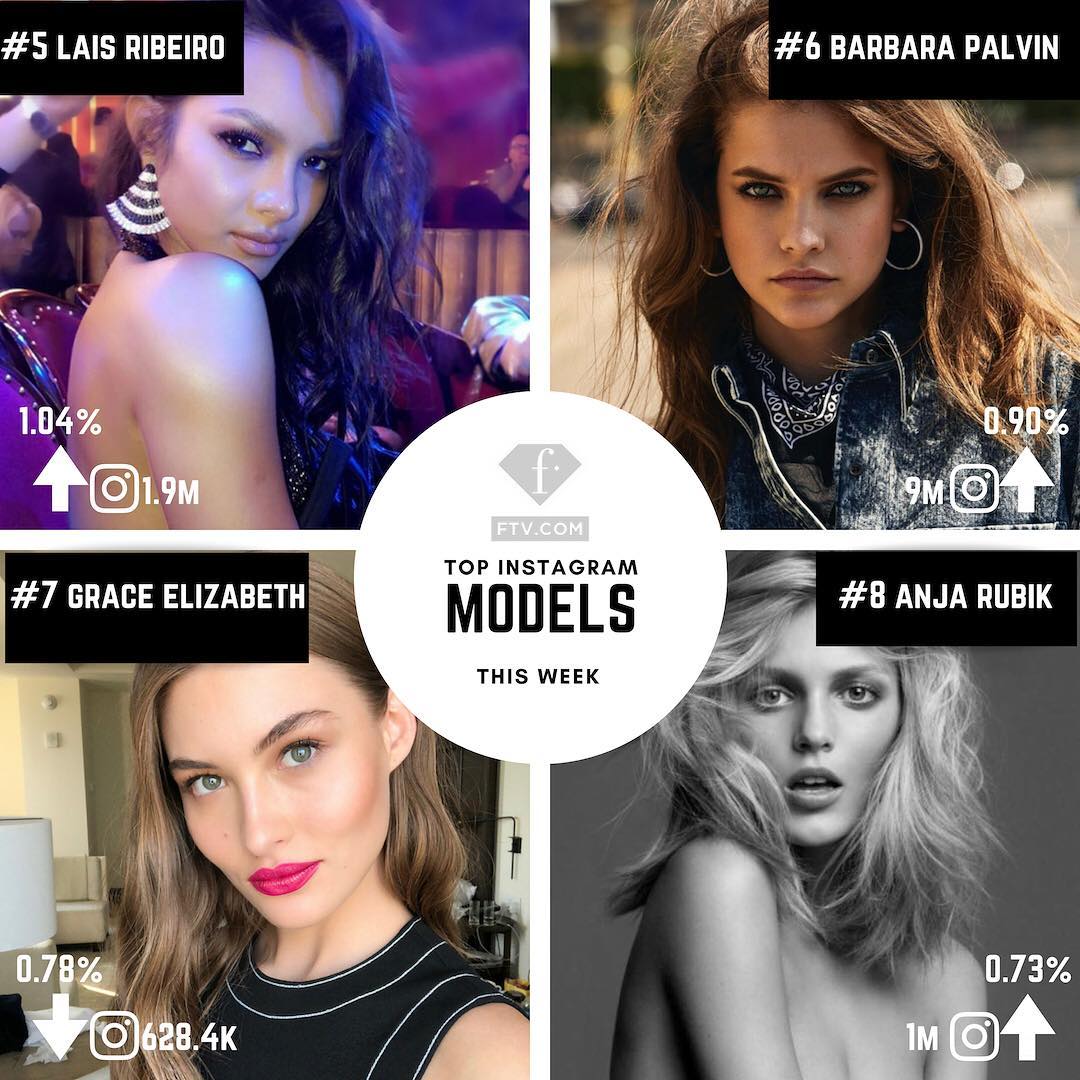 #5 LAIS RIBEIRO
#6 BARBARA PALVIN
1.04%
1.9M
0.90%
9M
f.
FTV.COM
TOP INSTAGRAM
MODELS
THIS WEEK
#7 GRACE ELIZABETH
#8 ANJA RUBIK
0.78%
628.4K
0.73%
1M